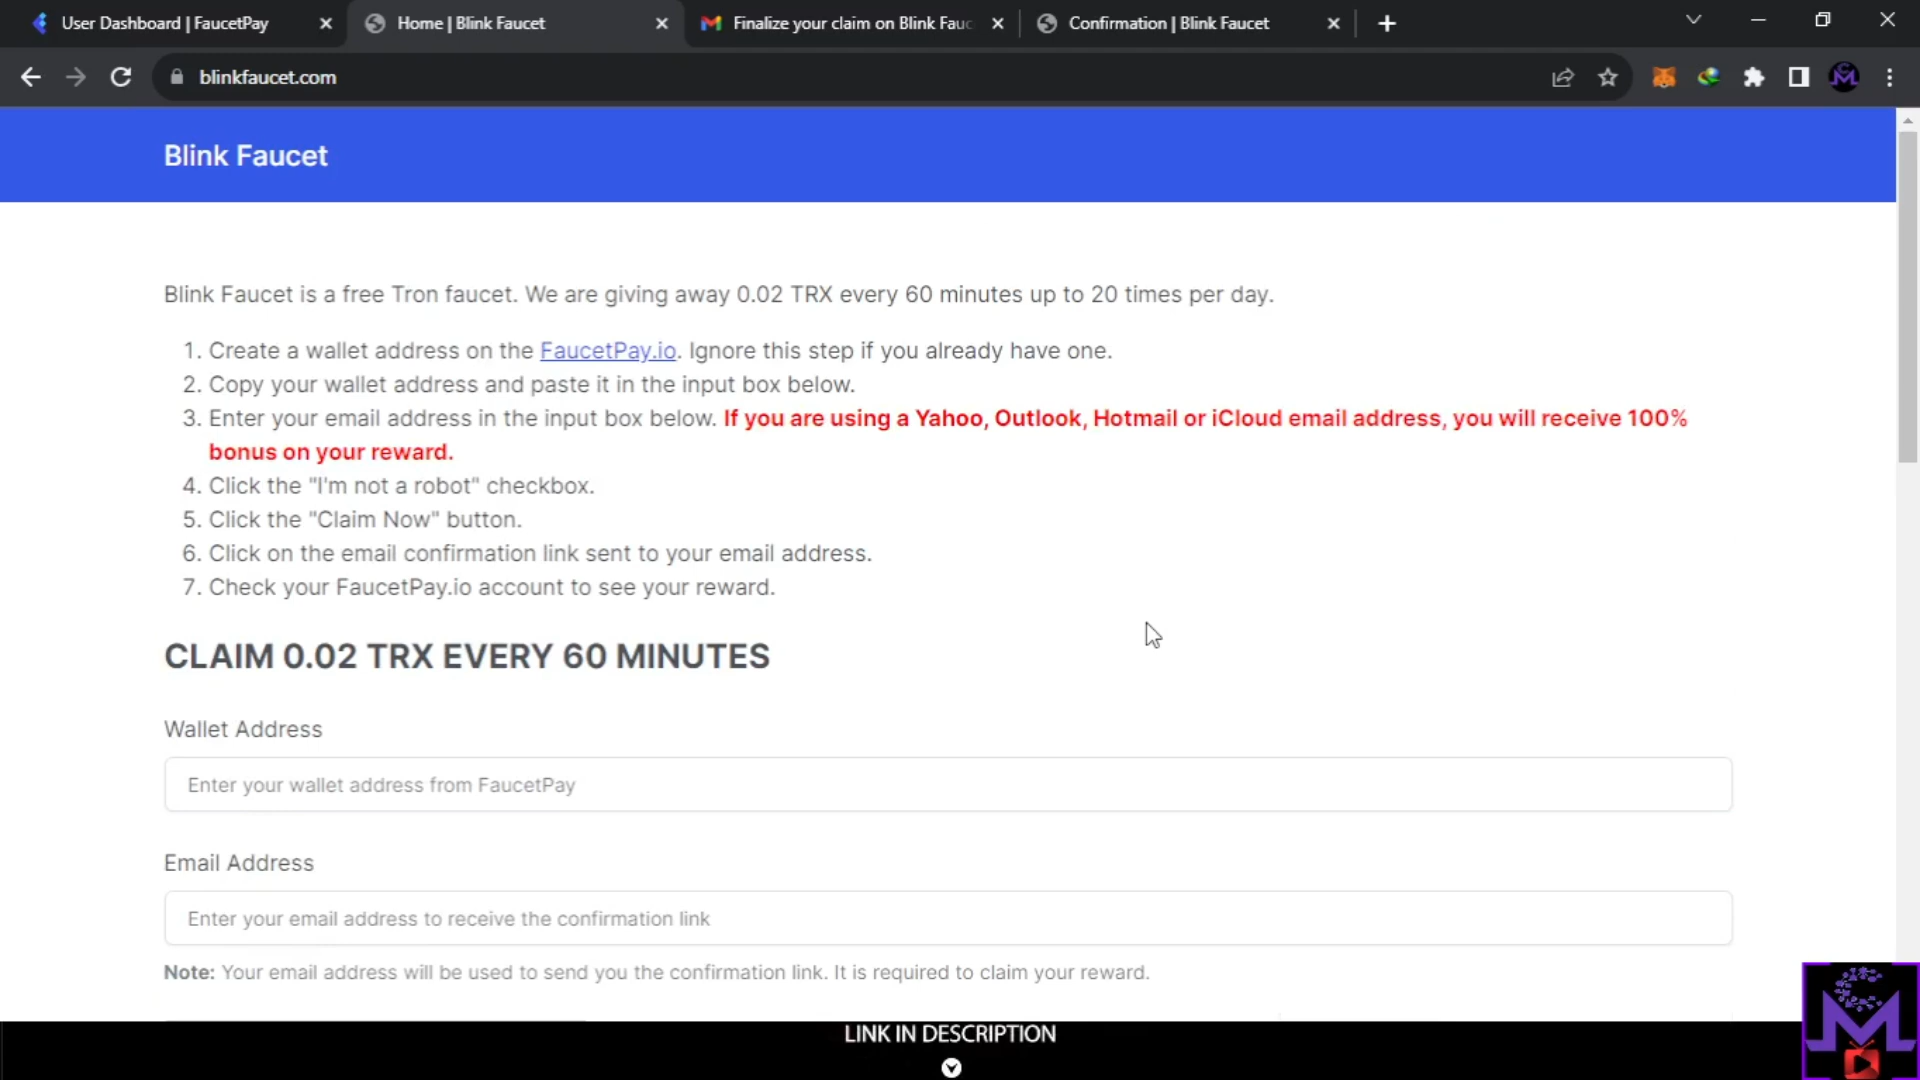 User Dashboard | FaucetPay
Home | Blink Faucet
Finalize your claim on Blink Fauc
Confirmation | Blink Faucet
blinkfaucet.com
Blink Faucet
Blink Faucet is a free Tron faucet. We are giving away 0.02 TRX every 60 minutes up to 20 times per day.
1. Create a wallet address on the FaucetPay.io. Ignore this step if you already have one.
2. Copy your wallet address and paste it in the input box below.
3. Enter your email address in the input box below. If you are using a Yahoo, Outlook, Hotmail or iCloud email address, you will receive 100%
bonus on your reward.
4. Click the "I'm not a robot" checkbox.
5. Click the "Claim Now" button.
6. Click on the email confirmation link sent to your email address.
7. Check your FaucetPay.io account to see your reward.
CLAIM 0.02 TRX EVERY 60 MINUTES
Wallet Address
Enter your wallet address from FaucetPay
Email Address
Enter your email address to receive the confirmation link
Note: Your email address will be used to send you the confirmation link. It is required to claim your reward.
LINK IN DESCRIPTION